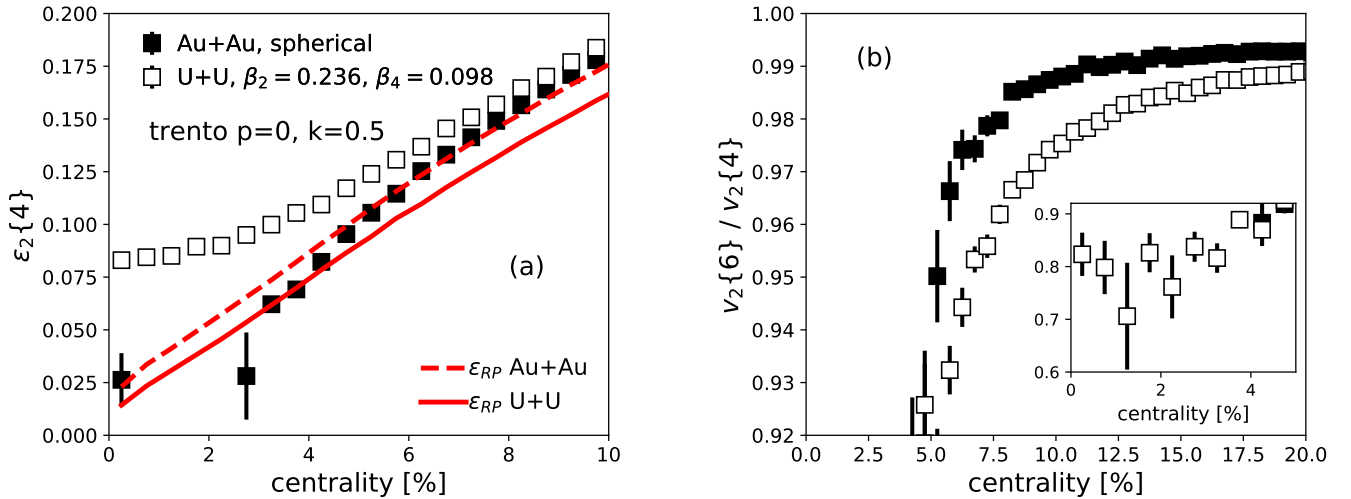 0.200
0.175
0.150
0.125
0.100
0.075
0.050
0.025
0.000
ε₂{4}
Au+Au, spherical
U+U, β₂ = 0.236, β₄ = 0.098
trento p=0, k=0.5
(a)
ε_RP Au+Au
ε_RP U+U
0 2 4 6 8 10
centrality [%]
1.00
0.99
0.98
0.97
0.96
0.95
0.94
0.93
0.92
v₂{6} / v₂{4}
(b)
0.9
0.8
0.7
0.6
0 2 4
centrality [%]
0.0 2.5 5.0 7.5 10.0 12.5 15.0 17.5 20.0
centrality [%]